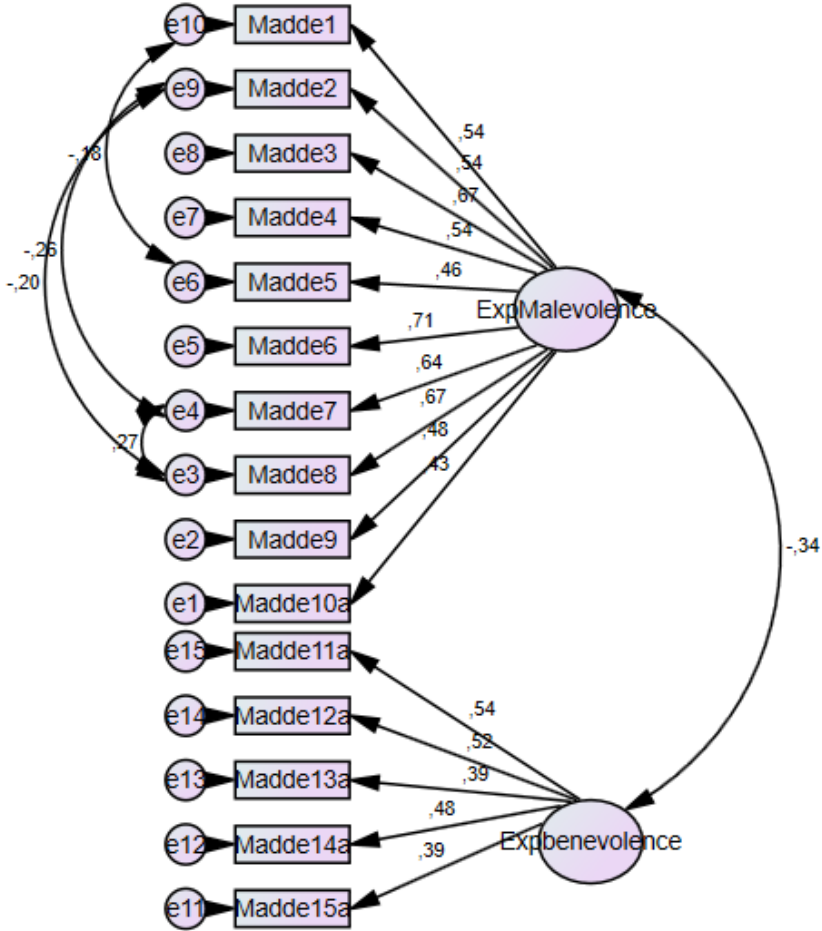 e10 Madde1
e9 Madde2
,54
-,18 e8 Madde3 ,54
,67
e7 Madde4 ,54
-,26
-,20 e6 Madde5 ,46
ExpMalevolence
e5 Madde6 ,71
,64
e4 Madde7 ,67
,27 ,48
e3 Madde8 ,43
e2 Madde9
-,34
e1 Madde10a
e15 Madde11a
e14 Madde12a ,54
,52
e13 Madde13a ,39
,48
e12 Madde14a Expbenevolence
,39
e11 Madde15a